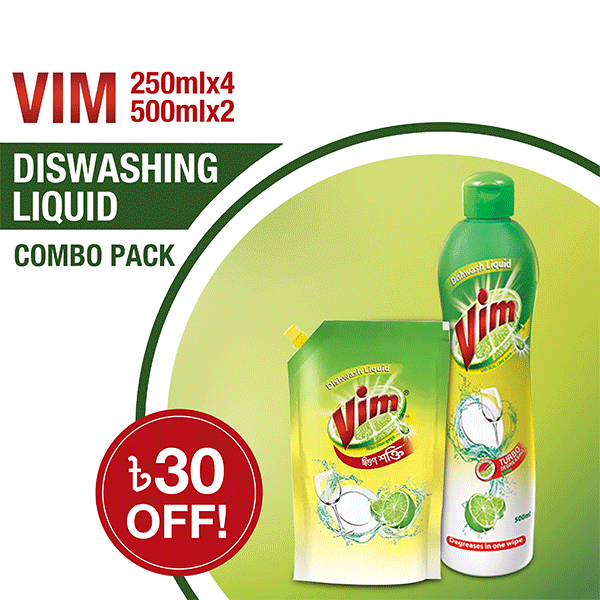 VIM
250mlx4
500mlx2
DISWASHING
LIQUID
COMBO PACK
৳30
OFF!
Dishwash Liquid
Vim
দ্বিগুণ শক্তি
Dishwash Liquid
Vim
TURBO
500ml
Degreases in one wipe